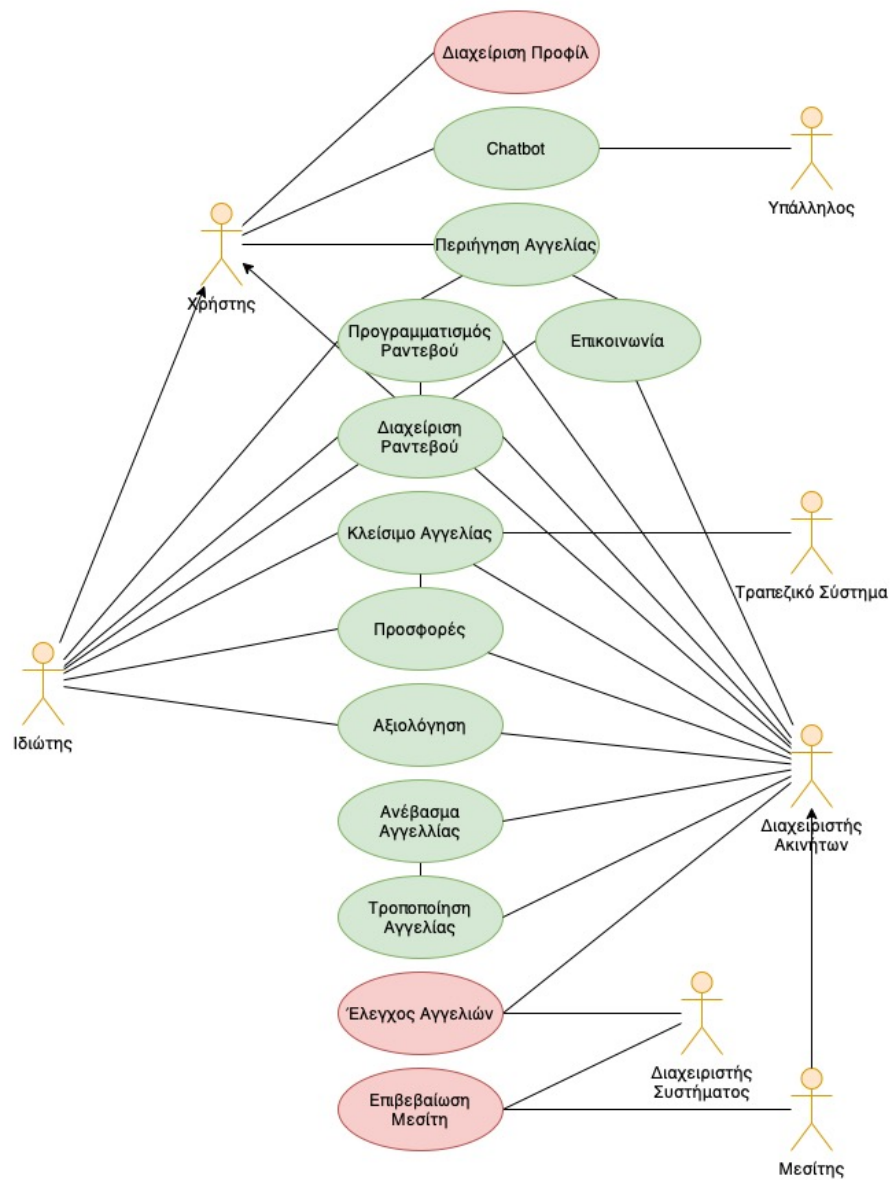 Διαχείριση Προφίλ
Chatbot
Υπάλληλος
Περιήγηση Αγγελίας
Χρήστης
Προγραμματισμός
Ραντεβού
Επικοινωνία
Διαχείριση
Ραντεβού
Κλείσιμο Αγγελίας
Τραπεζικό Σύστημα
Προσφορές
Ιδιώτης
Αξιολόγηση
Ανέβασμα
Αγγελλίας
Διαχειριστής
Ακινήτων
Τροποποίηση
Αγγελίας
Έλεγχος Αγγελιών
Διαχειριστής
Συστήματος
Επιβεβαίωση
Μεσίτη
Μεσίτης